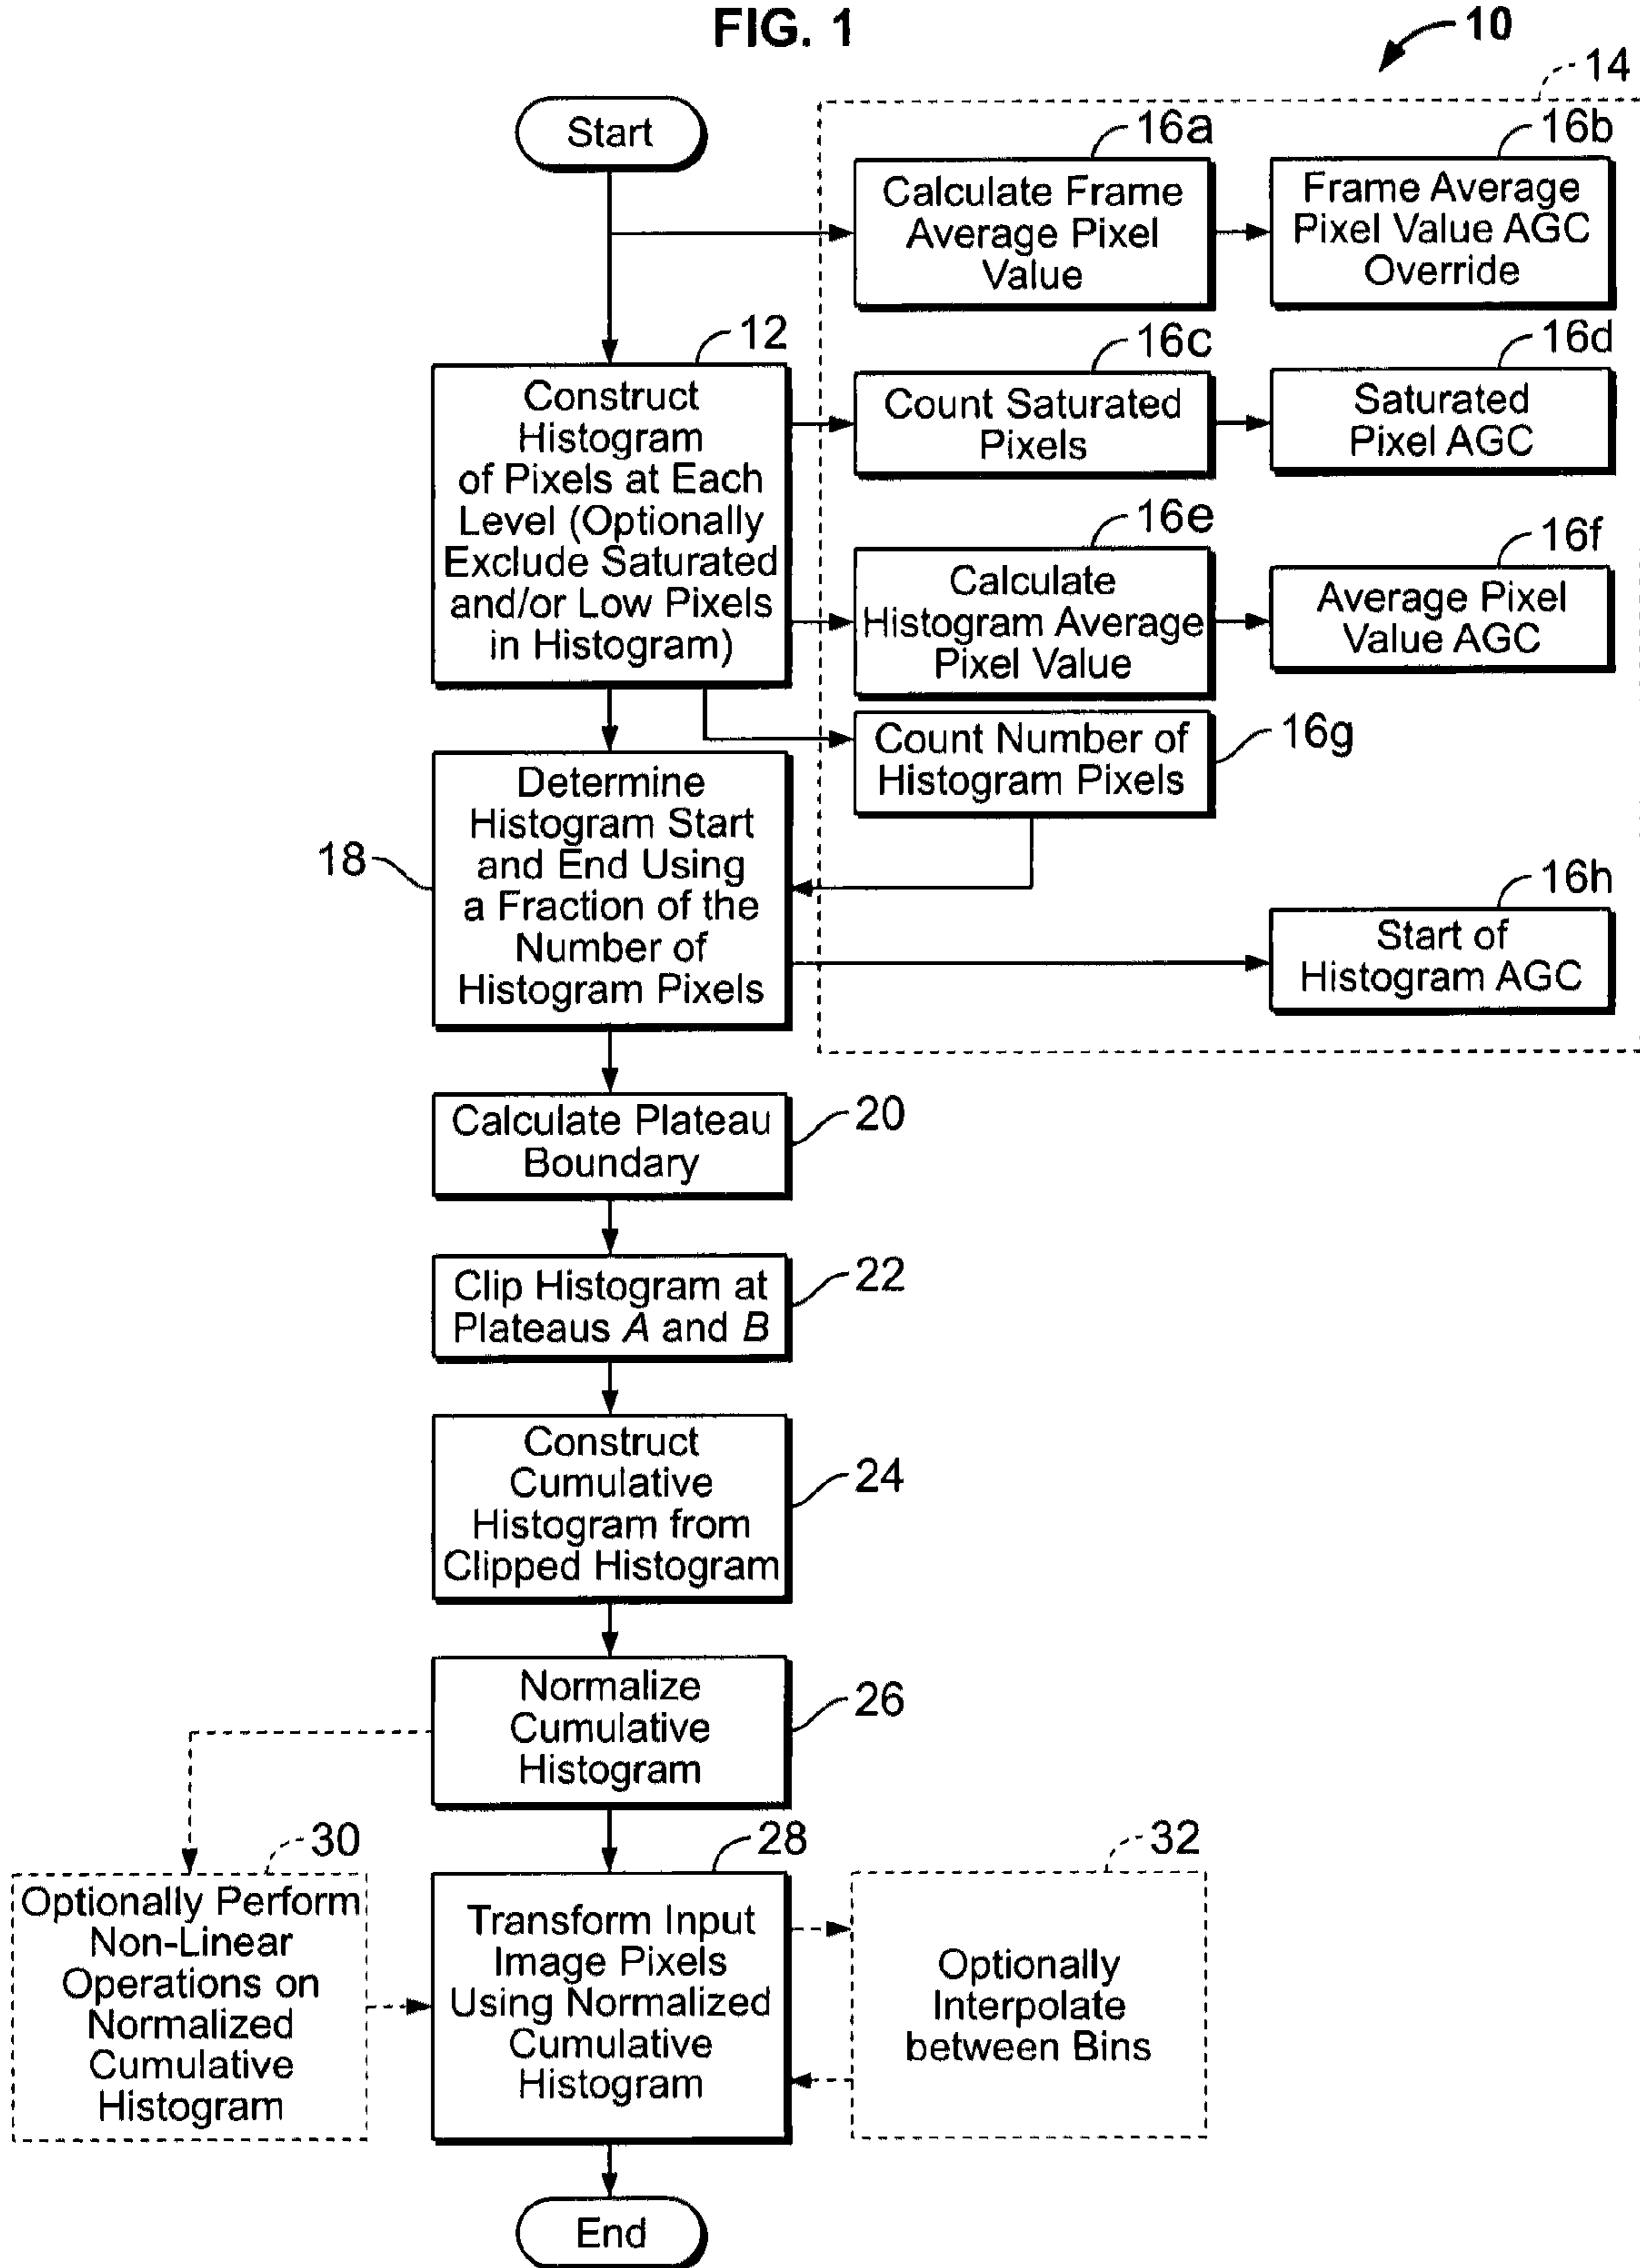 FIG. 1
10
14
Start
16a
Calculate Frame
Average Pixel
Value
16b
Frame Average
Pixel Value AGC
Override
12
Construct
Histogram
of Pixels at Each
Level (Optionally
Exclude Saturated
and/or Low Pixels
in Histogram)
16c
Count Saturated
Pixels
16d
Saturated
Pixel AGC
16e
Calculate
Histogram Average
Pixel Value
16f
Average Pixel
Value AGC
Count Number of
Histogram Pixels
16g
18
Determine
Histogram Start
and End Using
a Fraction of the
Number of
Histogram Pixels
16h
Start of
Histogram AGC
Calculate Plateau
Boundary
20
Clip Histogram at
Plateaus A and B
22
Construct
Cumulative
Histogram from
Clipped Histogram
24
Normalize
Cumulative
Histogram
26
30
Optionally Perform
Non-Linear
Operations on
Normalized
Cumulative
Histogram
28
Transform Input
Image Pixels
Using Normalized
Cumulative
Histogram
32
Optionally
Interpolate
between Bins
End